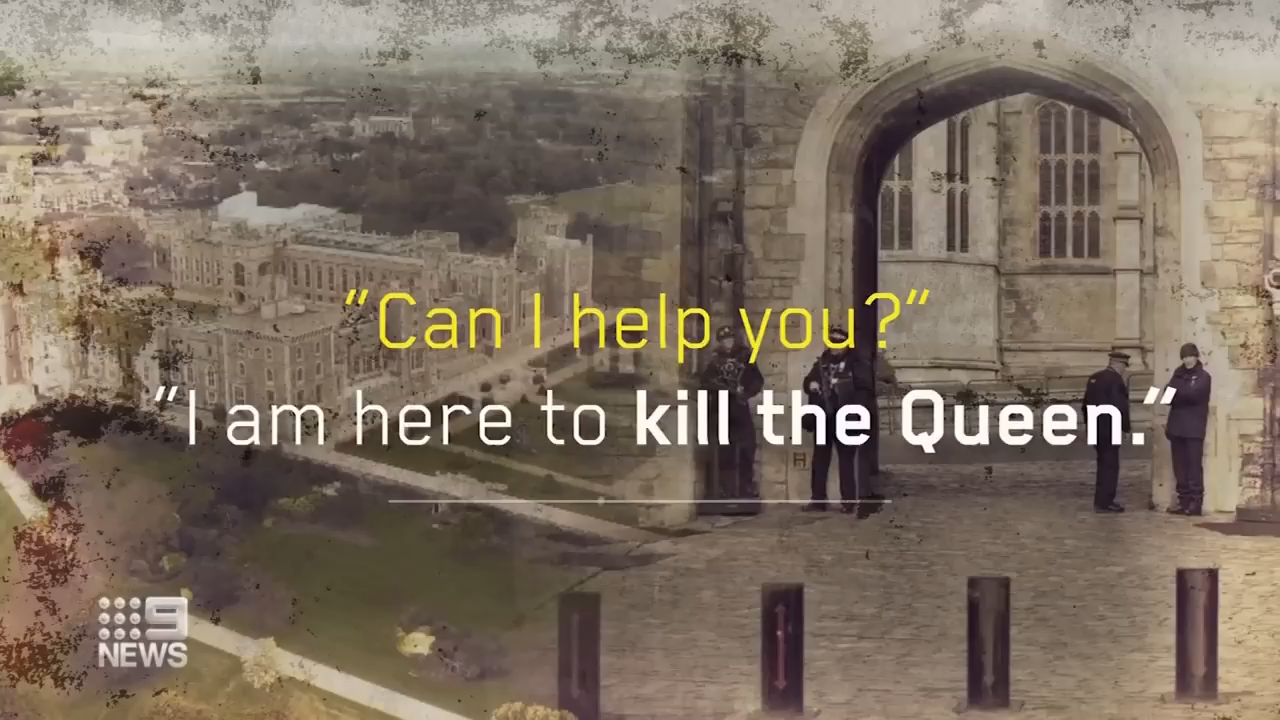 “Can I help you?“
“I am here to kill the Queen.“
9
NEWS